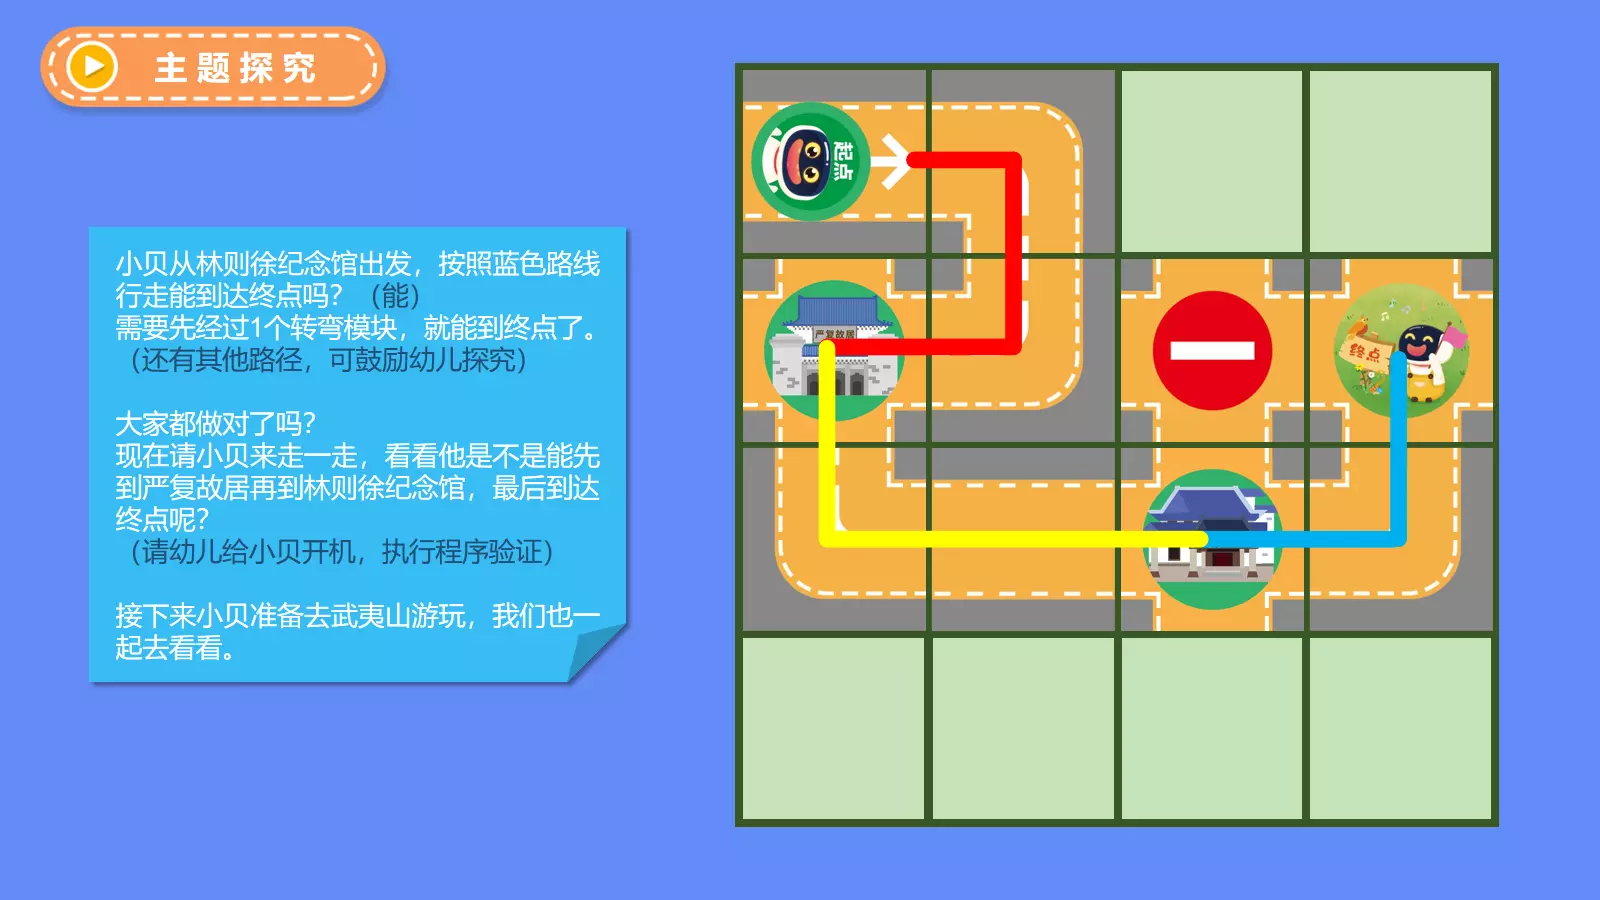 主题探究
小贝从林则徐纪念馆出发，按照蓝色路线
行走能到达终点吗？（能）
需要先经过1个转弯模块，就能到终点了。
（还有其他路径，可鼓励幼儿探究）
大家都做对了吗？
现在请小贝来走一走，看看他是不是能先
到严复故居再到林则徐纪念馆，最后到达
终点呢？
（请幼儿给小贝开机，执行程序验证）
接下来小贝准备去武夷山游玩，我们也一
起去看看。
起点
严复故居
终点